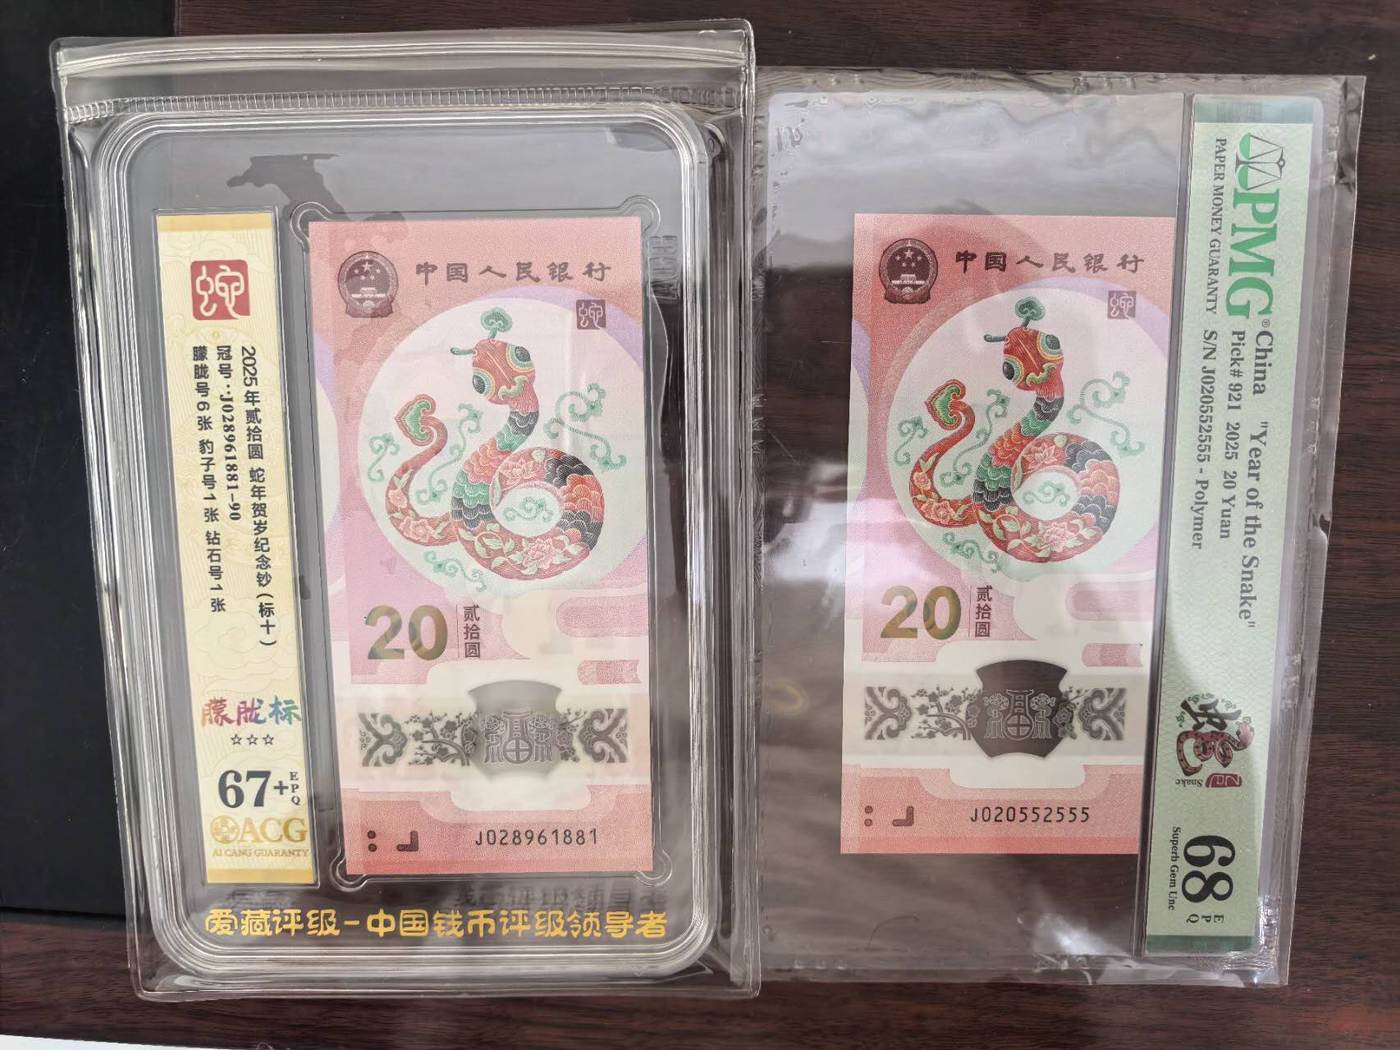 蛇
2025年贰拾圆 蛇年贺岁纪念钞(标十)
冠号:J028961881-90
朦胧号6张 豹子号1张 钻石号1张
朦胧标
☆☆☆
67+ EPQ
ACG
AI CANG GUARANTY
中国人民银行
蛇
20 贰拾圆
J028961881
爱藏评级-中国钱币评级领导者
中国人民银行
蛇
20 贰拾圆
J020552555
PMG®
PAPER MONEY GUARANTY
China "Year of the Snake"
Pick# 921 2025 20 Yuan
S/N J020552555 - Polymer
Snake
68 EPQ
Superb Gem Unc